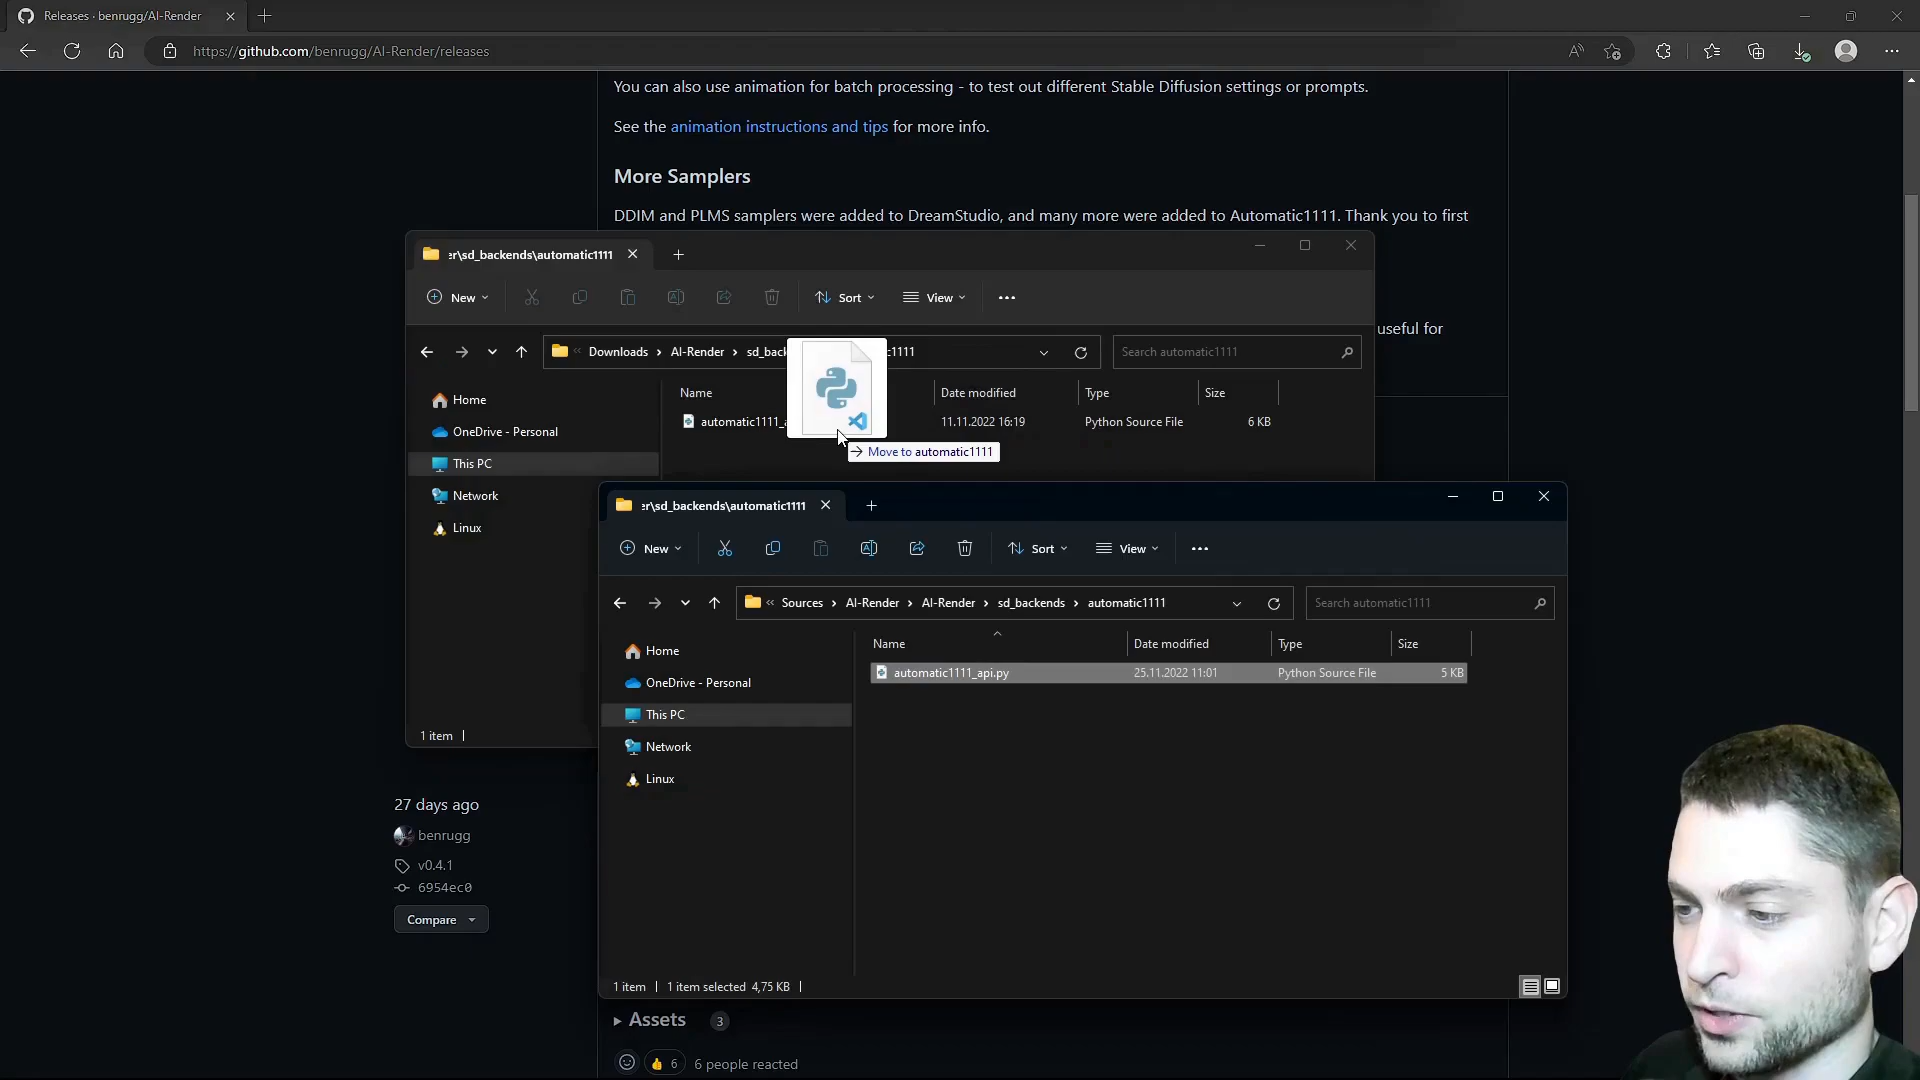 Releases · benrugg/AI-Render
https://github.com/benrugg/AI-Render/releases
You can also use animation for batch processing - to test out different Stable Diffusion settings or prompts.
See the animation instructions and tips for more info.
More Samplers
DDIM and PLMS samplers were added to DreamStudio, and many more were added to Automatic1111. Thank you to first
useful for
er\sd_backends\automatic1111
New
Sort
View
Downloads > AI-Render > sd_back
1111
Search automatic1111
Name
Date modified
Type
Size
Home
OneDrive - Personal
This PC
Network
Linux
automatic1111_a
11.11.2022 16:19
Python Source File
6 KB
Move to automatic1111
1 item
er\sd_backends\automatic1111
New
Sort
View
Sources > AI-Render > AI-Render > sd_backends > automatic1111
Search automatic1111
Name
Date modified
Type
Size
Home
OneDrive - Personal
This PC
Network
Linux
automatic1111_api.py
25.11.2022 11:01
Python Source File
5 KB
1 item
1 item selected 4,75 KB
27 days ago
benrugg
v0.4.1
6954ec0
Compare
Assets 3
6
6 people reacted